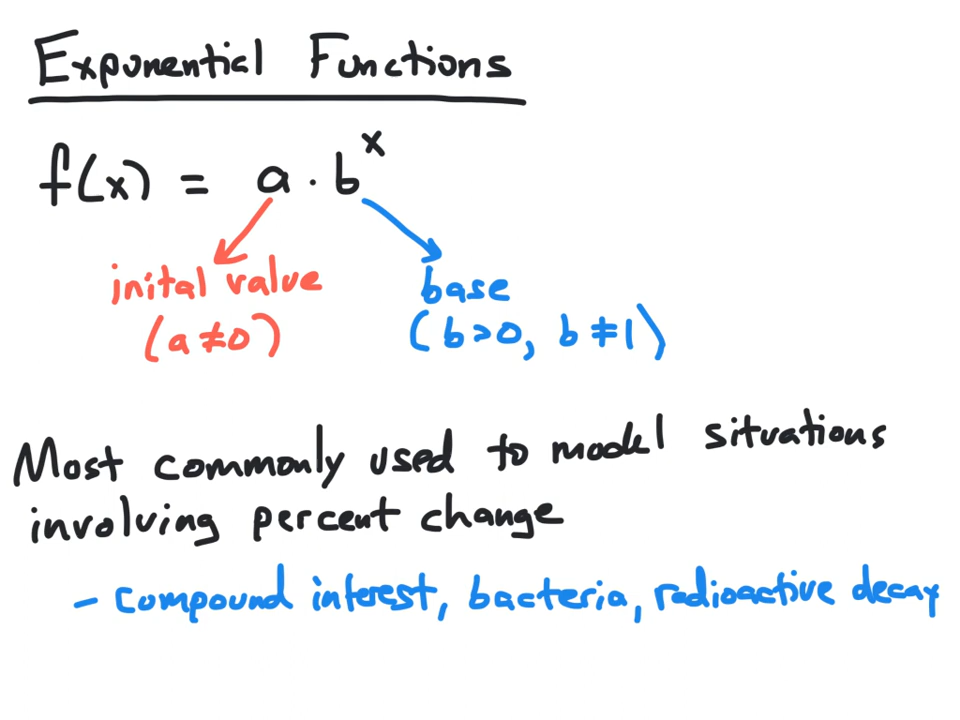 Exponential Functions
f(x) = a · b^x
inital value
(a ≠ 0)
base
(b > 0, b ≠ 1)
Most commonly used to model situations
involving percent change
- compound interest, bacteria, radioactive decay